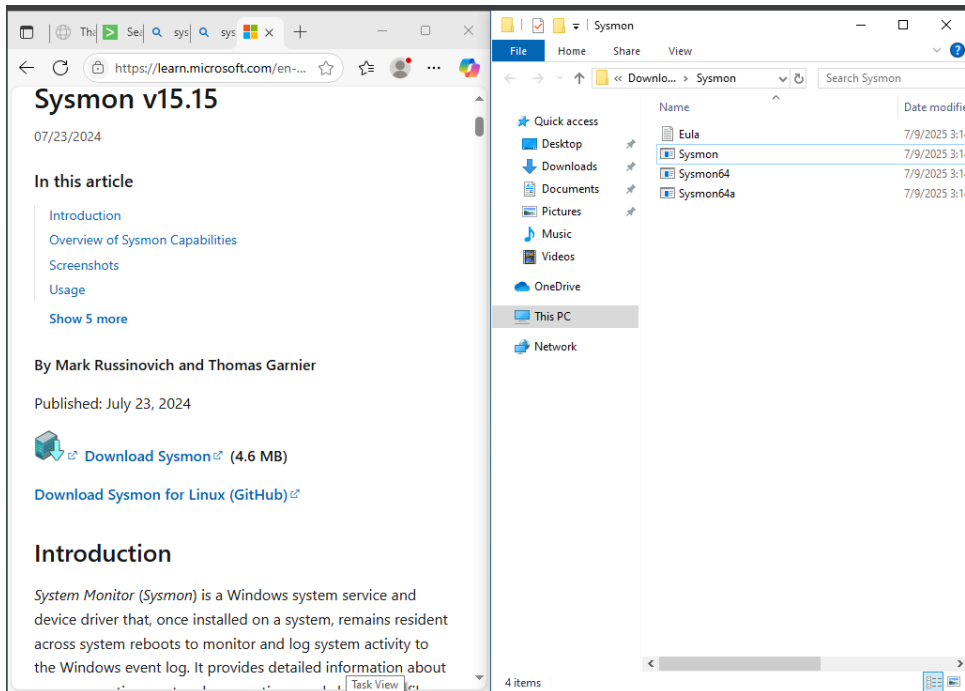 Tha
Sea
sys
sys
https://learn.microsoft.com/en-...
Sysmon v15.15
07/23/2024
In this article
Introduction
Overview of Sysmon Capabilities
Screenshots
Usage
Show 5 more
By Mark Russinovich and Thomas Garnier
Published: July 23, 2024
Download Sysmon (4.6 MB)
Download Sysmon for Linux (GitHub)
Introduction
System Monitor (Sysmon) is a Windows system service and
device driver that, once installed on a system, remains resident
across system reboots to monitor and log system activity to
the Windows event log. It provides detailed information about
Task View
Sysmon
File Home Share View
« Downlo... › Sysmon
Search Sysmon
Name Date modifie
Quick access
Desktop
Downloads
Documents
Pictures
Music
Videos
OneDrive
This PC
Network
Eula 7/9/2025 3:1
Sysmon 7/9/2025 3:1
Sysmon64 7/9/2025 3:1
Sysmon64a 7/9/2025 3:1
4 items